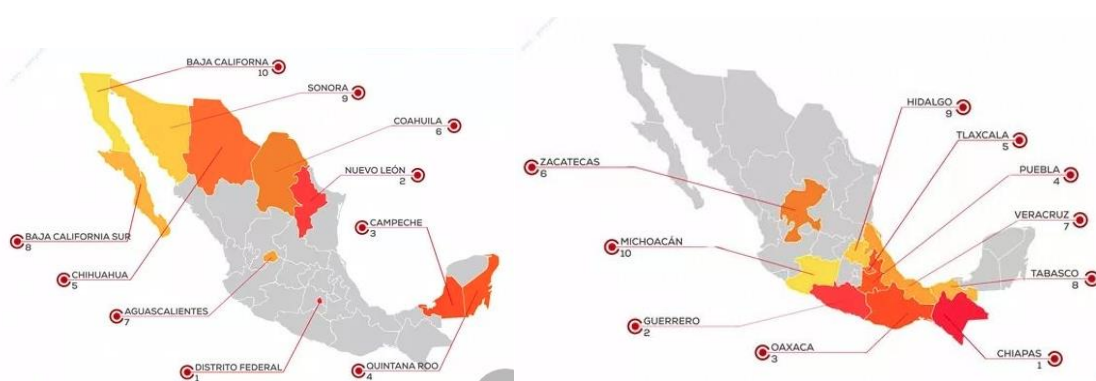 BAJA CALIFORNA
10
SONORA
9
COAHUILA
6
NUEVO LEÓN
2
CAMPECHE
3
BAJA CALIFORNIA SUR
8
CHIHUAHUA
5
AGUASCALIENTES
7
DISTRITO FEDERAL
1
QUINTANA ROO
4
HIDALGO
9
TLAXCALA
5
ZACATECAS
6
PUEBLA
4
VERACRUZ
7
MICHOACÁN
10
TABASCO
8
GUERRERO
2
OAXACA
3
CHIAPAS
1